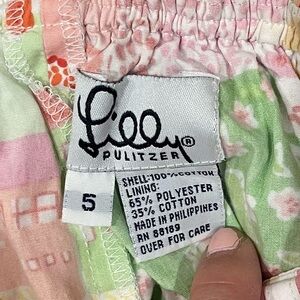 Lilly®
PULITZER
5
SHELL: 100% COTTON
LINING:
65% POLYESTER
35% COTTON
MADE IN PHILIPPINES
RN 88189
OVER FOR CARE